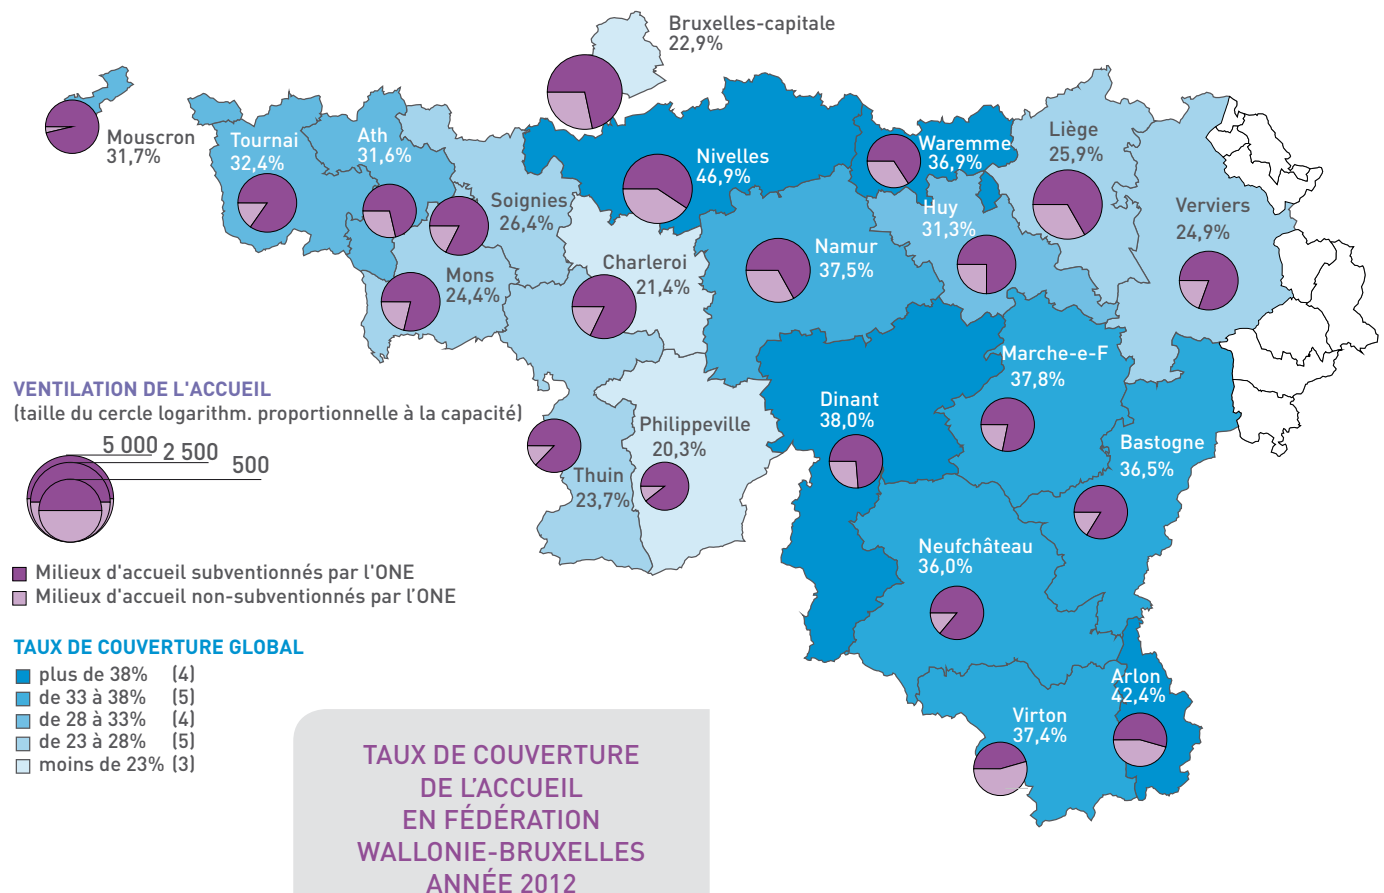 Bruxelles-capitale
22,9%
Mouscron
31,7%
Tournai
32,4%
Ath
31,6%
Soignies
26,4%
Mons
24,4%
Nivelles
46,9%
Charleroi
21,4%
Namur
37,5%
Waremme
36,9%
Huy
31,3%
Liège
25,9%
Verviers
24,9%
Marche-e-F
37,8%
Dinant
38,0%
Philippeville
20,3%
Thuin
23,7%
Bastogne
36,5%
Neufchâteau
36,0%
Virton
37,4%
Arlon
42,4%
VENTILATION DE L'ACCUEIL
(taille du cercle logarithm. proportionnelle à la capacité)
5 000 2 500 500
Milieux d'accueil subventionnés par l'ONE
Milieux d'accueil non-subventionnés par l'ONE
TAUX DE COUVERTURE GLOBAL
plus de 38% (4)
de 33 à 38% (5)
de 28 à 33% (4)
de 23 à 28% (5)
moins de 23% (3)
TAUX DE COUVERTURE
DE L'ACCUEIL
EN FÉDÉRATION
WALLONIE-BRUXELLES
ANNÉE 2012